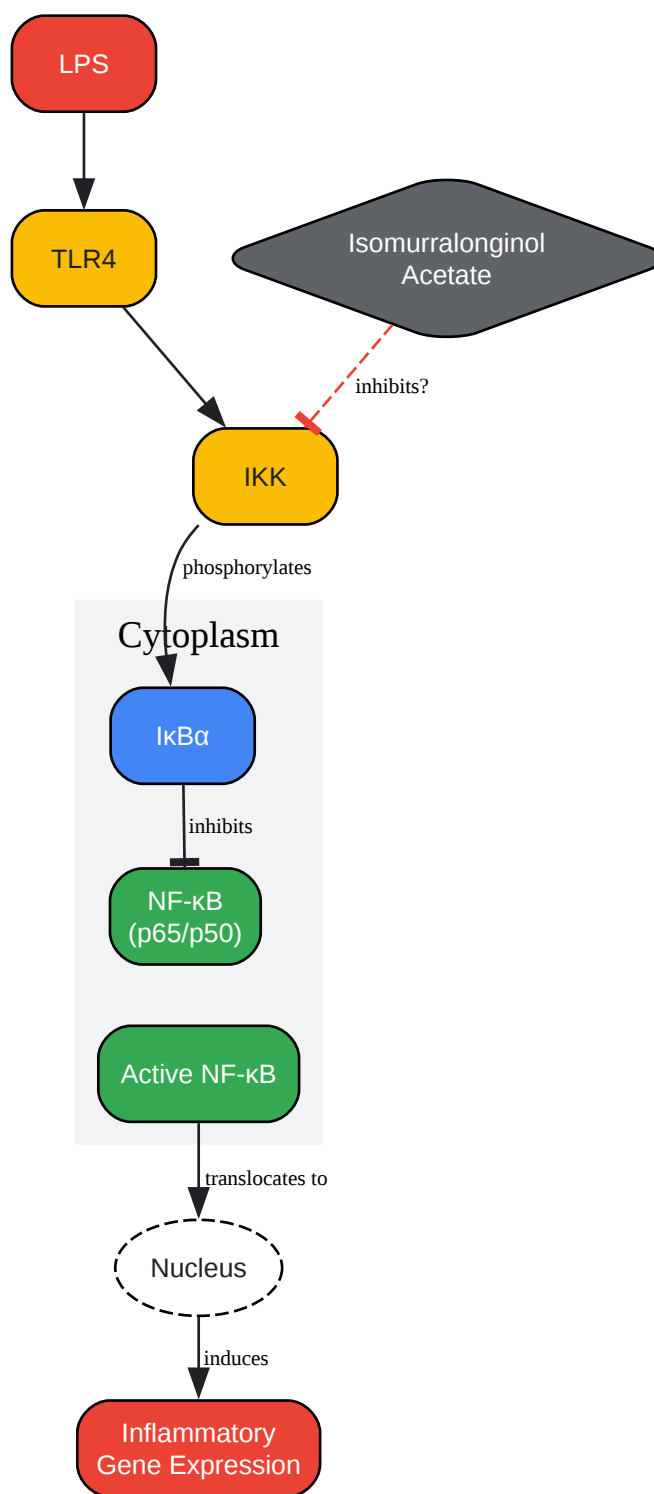 LPS
TLR4
Isomurralonginol
Acetate
inhibits?
IKK
phosphorylates
Cytoplasm
IκBα
inhibits
NF-κB
(p65/p50)
Active NF-κB
translocates to
Nucleus
induces
Inflammatory
Gene Expression